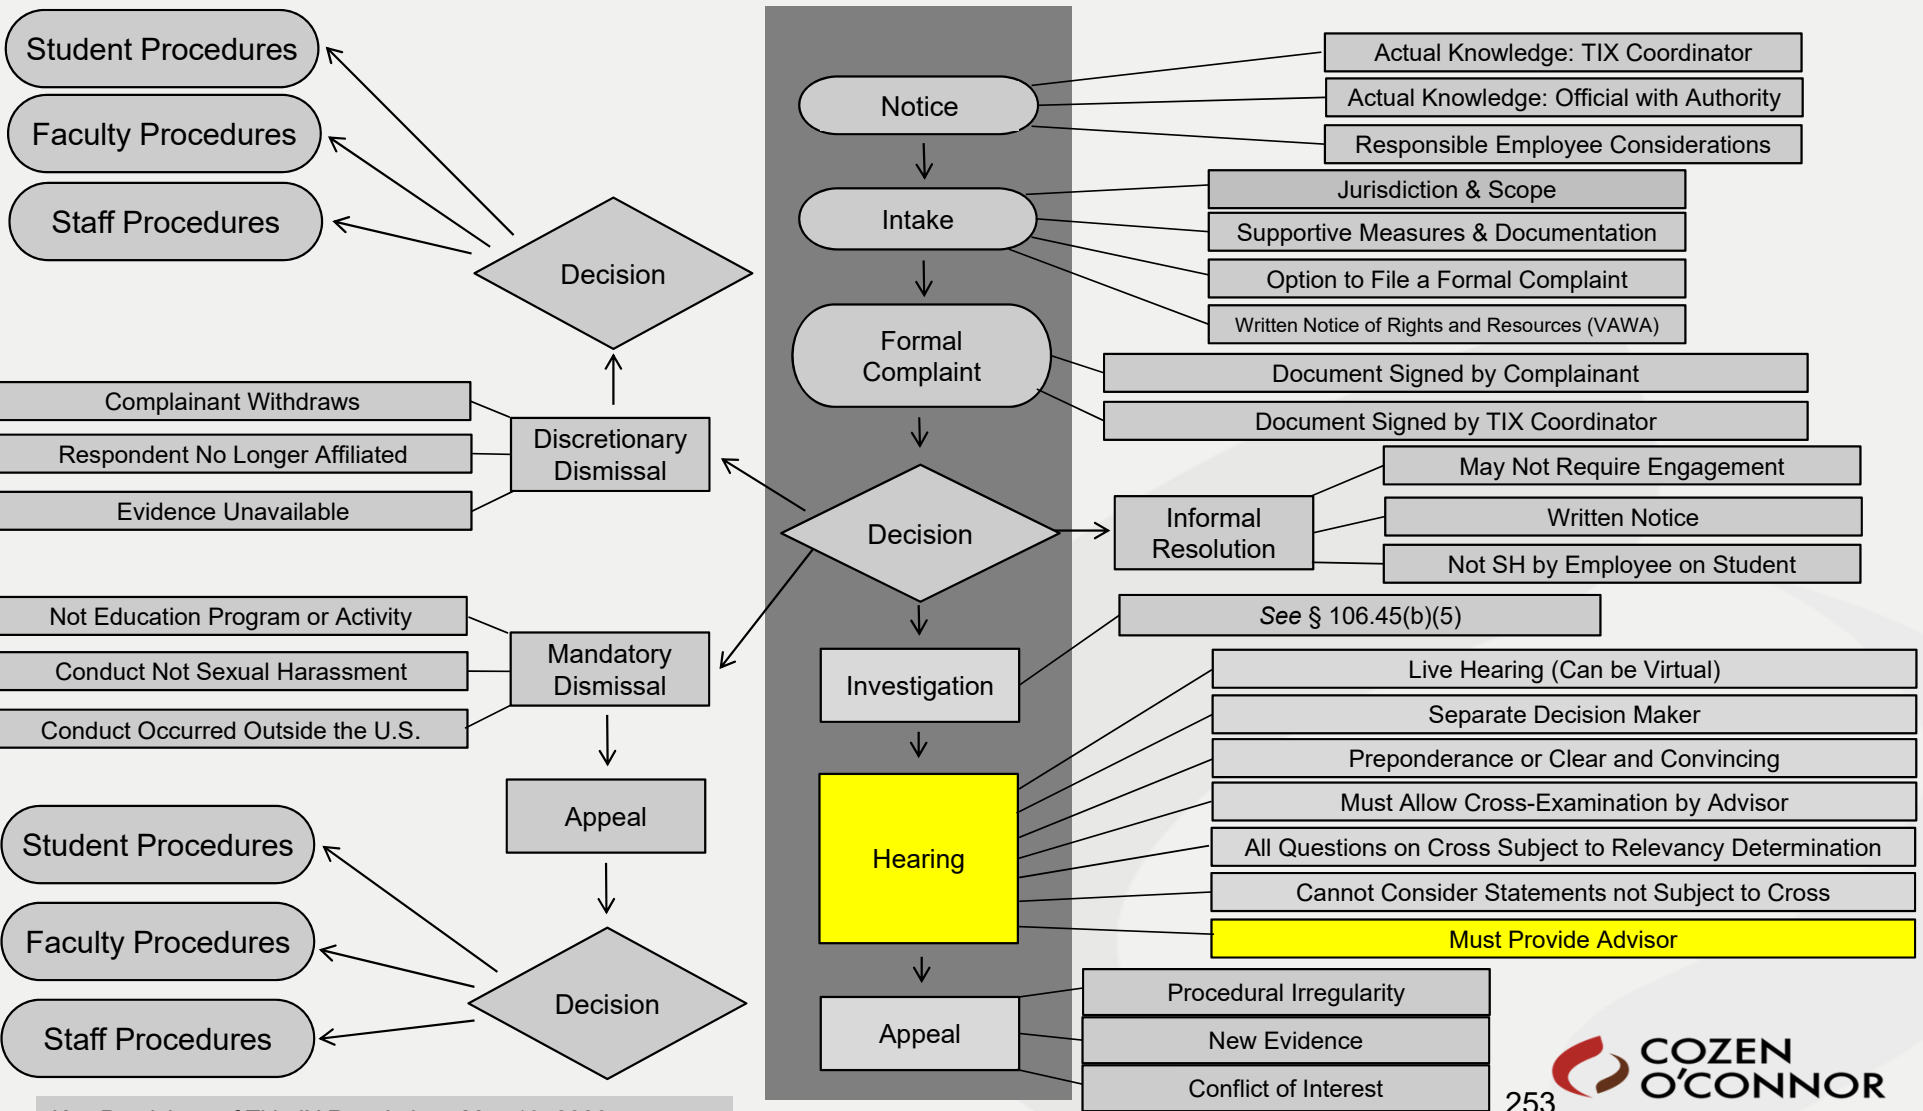 Student Procedures
Faculty Procedures
Staff Procedures
Decision
Complainant Withdraws
Respondent No Longer Affiliated
Evidence Unavailable
Discretionary
Dismissal
Not Education Program or Activity
Conduct Not Sexual Harassment
Conduct Occurred Outside the U.S.
Mandatory
Dismissal
Appeal
Student Procedures
Faculty Procedures
Staff Procedures
Decision
Notice
Actual Knowledge: TIX Coordinator
Actual Knowledge: Official with Authority
Responsible Employee Considerations
Intake
Jurisdiction & Scope
Supportive Measures & Documentation
Option to File a Formal Complaint
Written Notice of Rights and Resources (VAWA)
Formal
Complaint
Document Signed by Complainant
Document Signed by TIX Coordinator
Decision
Informal
Resolution
May Not Require Engagement
Written Notice
Not SH by Employee on Student
Investigation
See § 106.45(b)(5)
Hearing
Live Hearing (Can be Virtual)
Separate Decision Maker
Preponderance or Clear and Convincing
Must Allow Cross-Examination by Advisor
All Questions on Cross Subject to Relevancy Determination
Cannot Consider Statements not Subject to Cross
Must Provide Advisor
Appeal
Procedural Irregularity
New Evidence
Conflict of Interest
253
COZEN
O'CONNOR